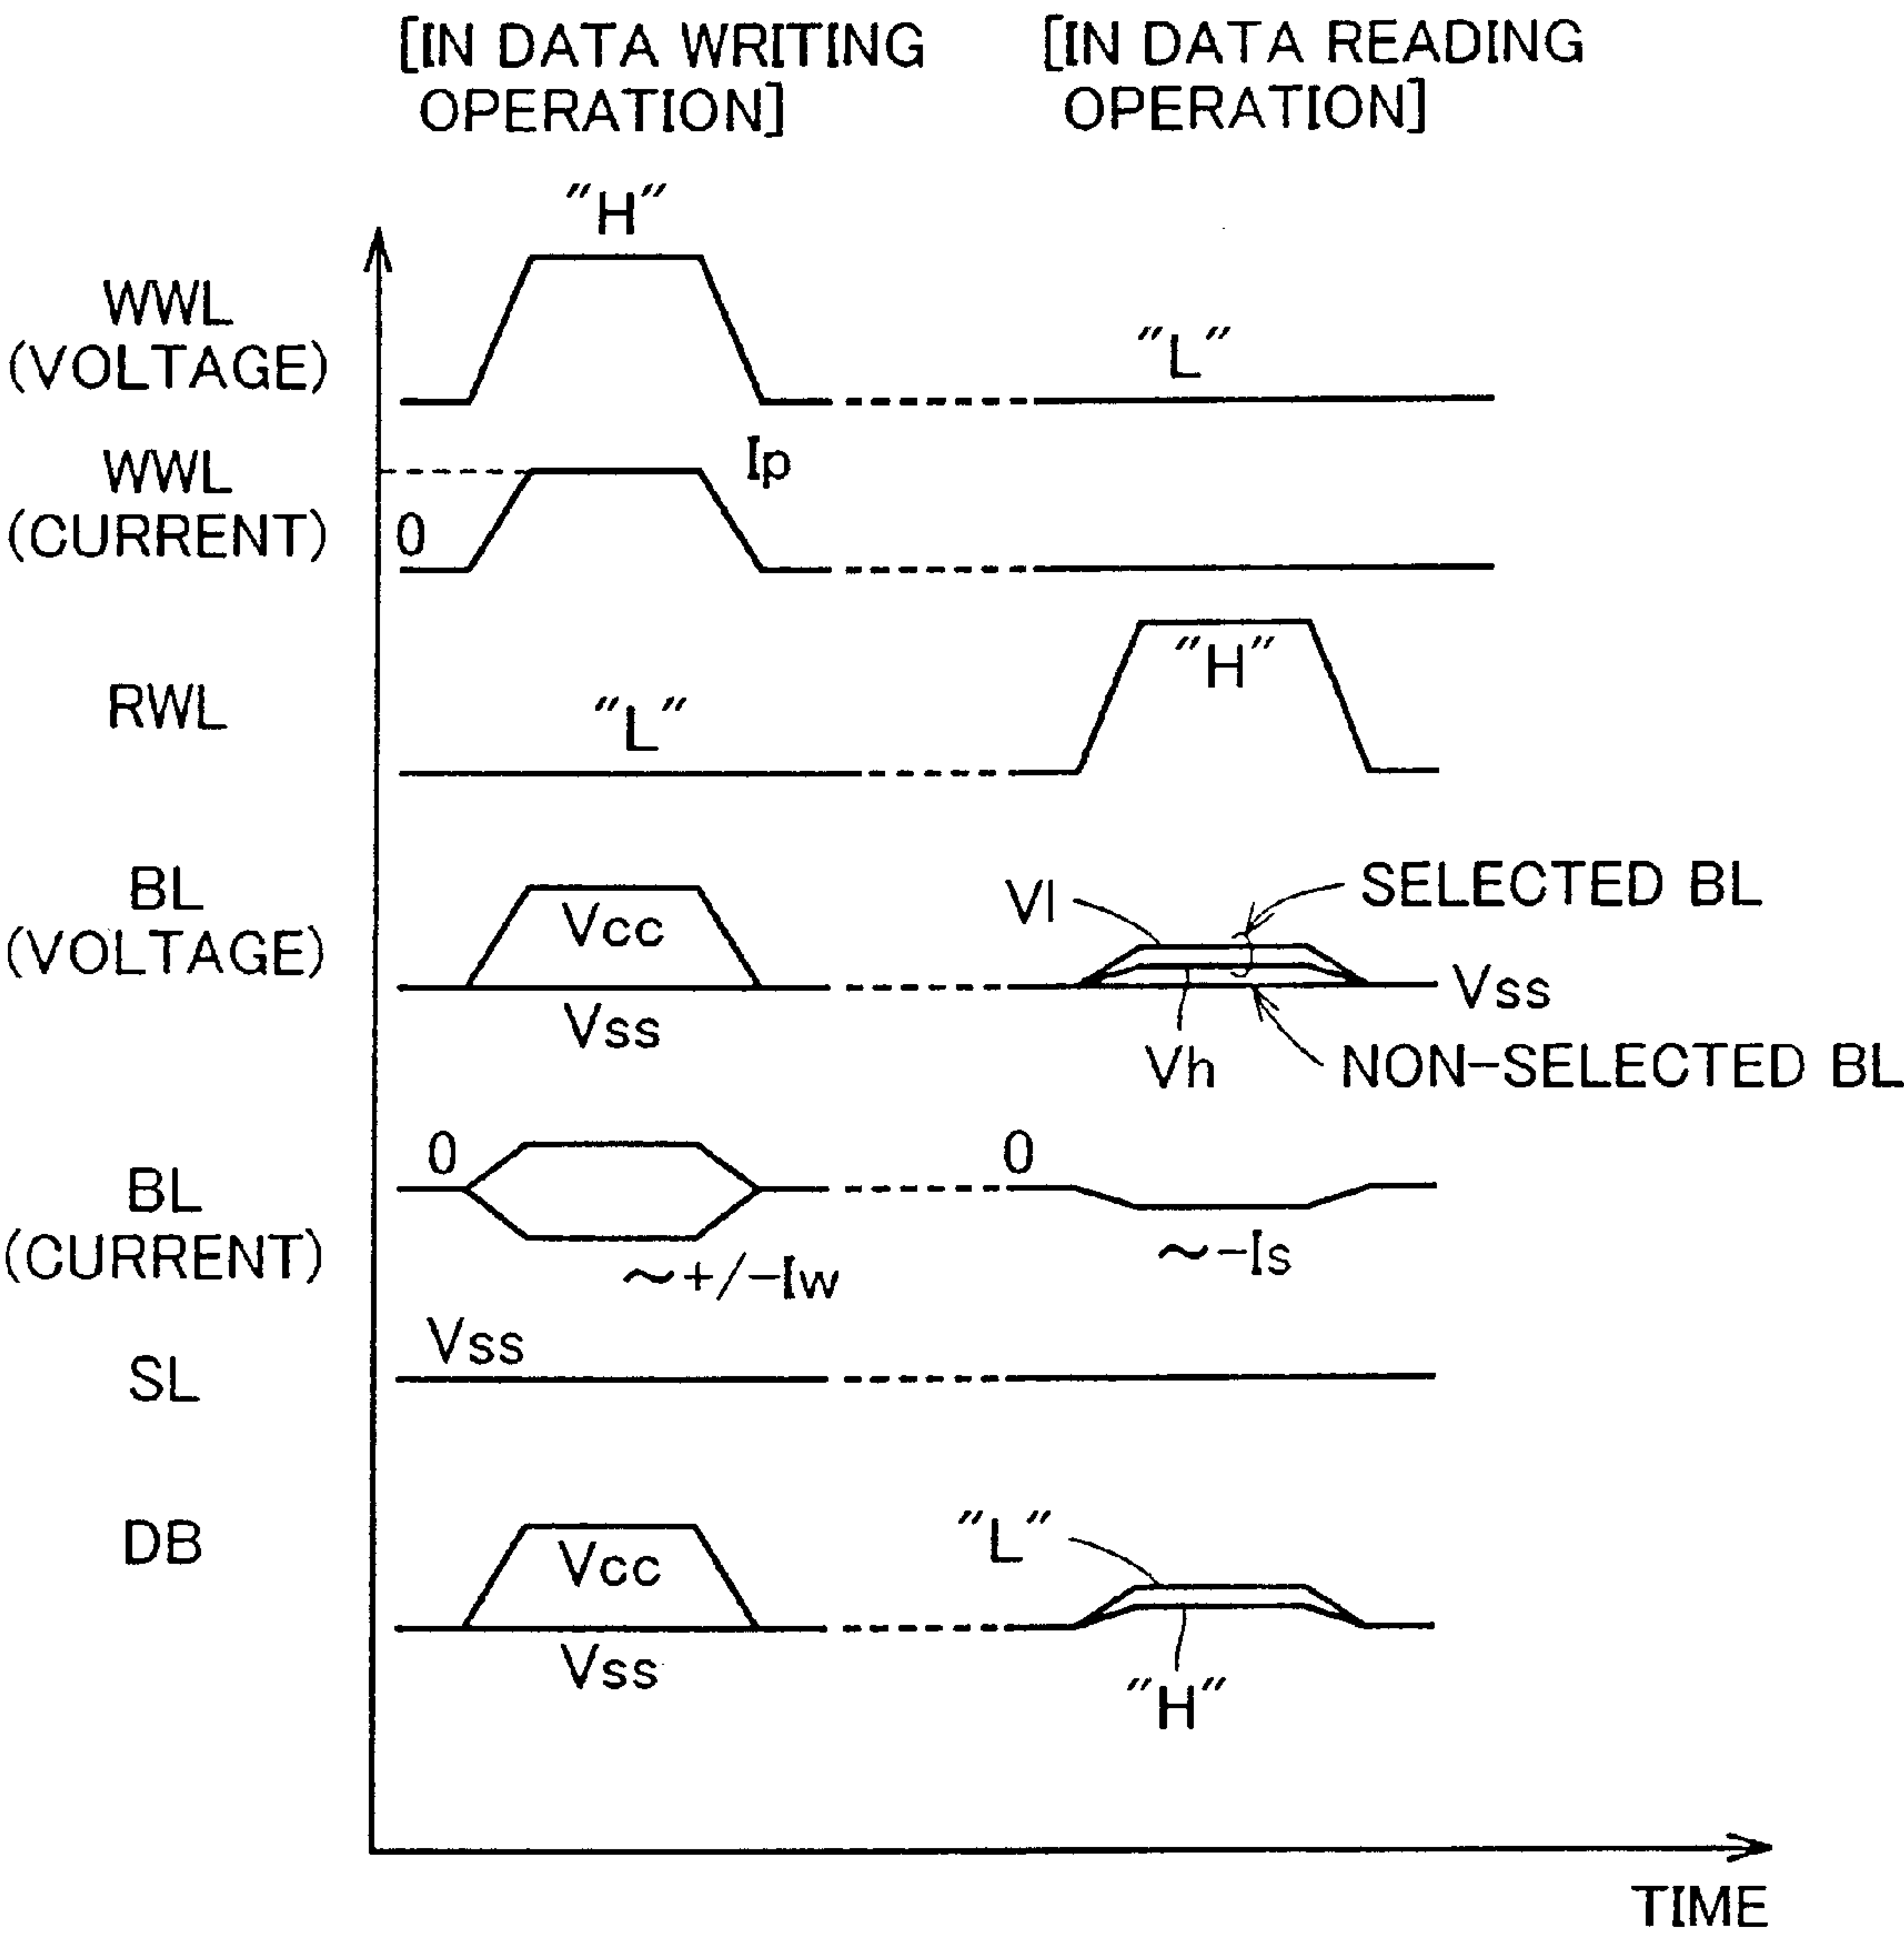 [IN DATA WRITING
OPERATION]
[IN DATA READING
OPERATION]
"H"
WWL
(VOLTAGE)
"L"
WWL
(CURRENT)
Ip
0
RWL
"L"
"H"
BL
(VOLTAGE)
Vcc
Vss
Vl
SELECTED BL
Vss
Vh
NON-SELECTED BL
BL
(CURRENT)
0
~+/-Iw
0
~-Is
SL
Vss
DB
Vcc
Vss
"L"
"H"
TIME